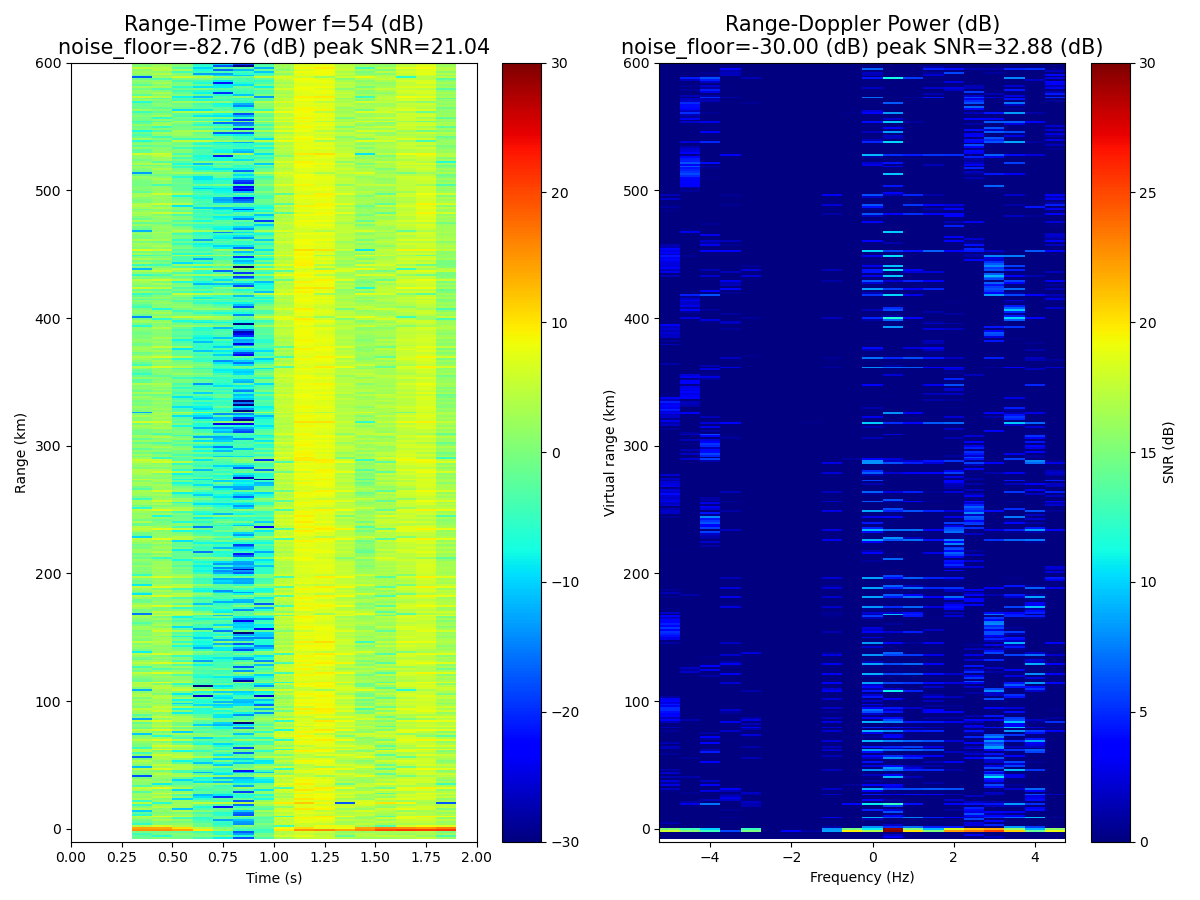 Range-Time Power f=54 (dB)
noise_floor=-82.76 (dB) peak SNR=21.04
Range-Doppler Power (dB)
noise_floor=-30.00 (dB) peak SNR=32.88 (dB)
600
500
400
300
200
100
0
Range (km)
0.00 0.25 0.50 0.75 1.00 1.25 1.50 1.75 2.00
Time (s)
30
20
10
0
−10
−20
−30
600
500
400
300
200
100
0
Virtual range (km)
−4 −2 0 2 4
Frequency (Hz)
30
25
20
15
10
5
0
SNR (dB)